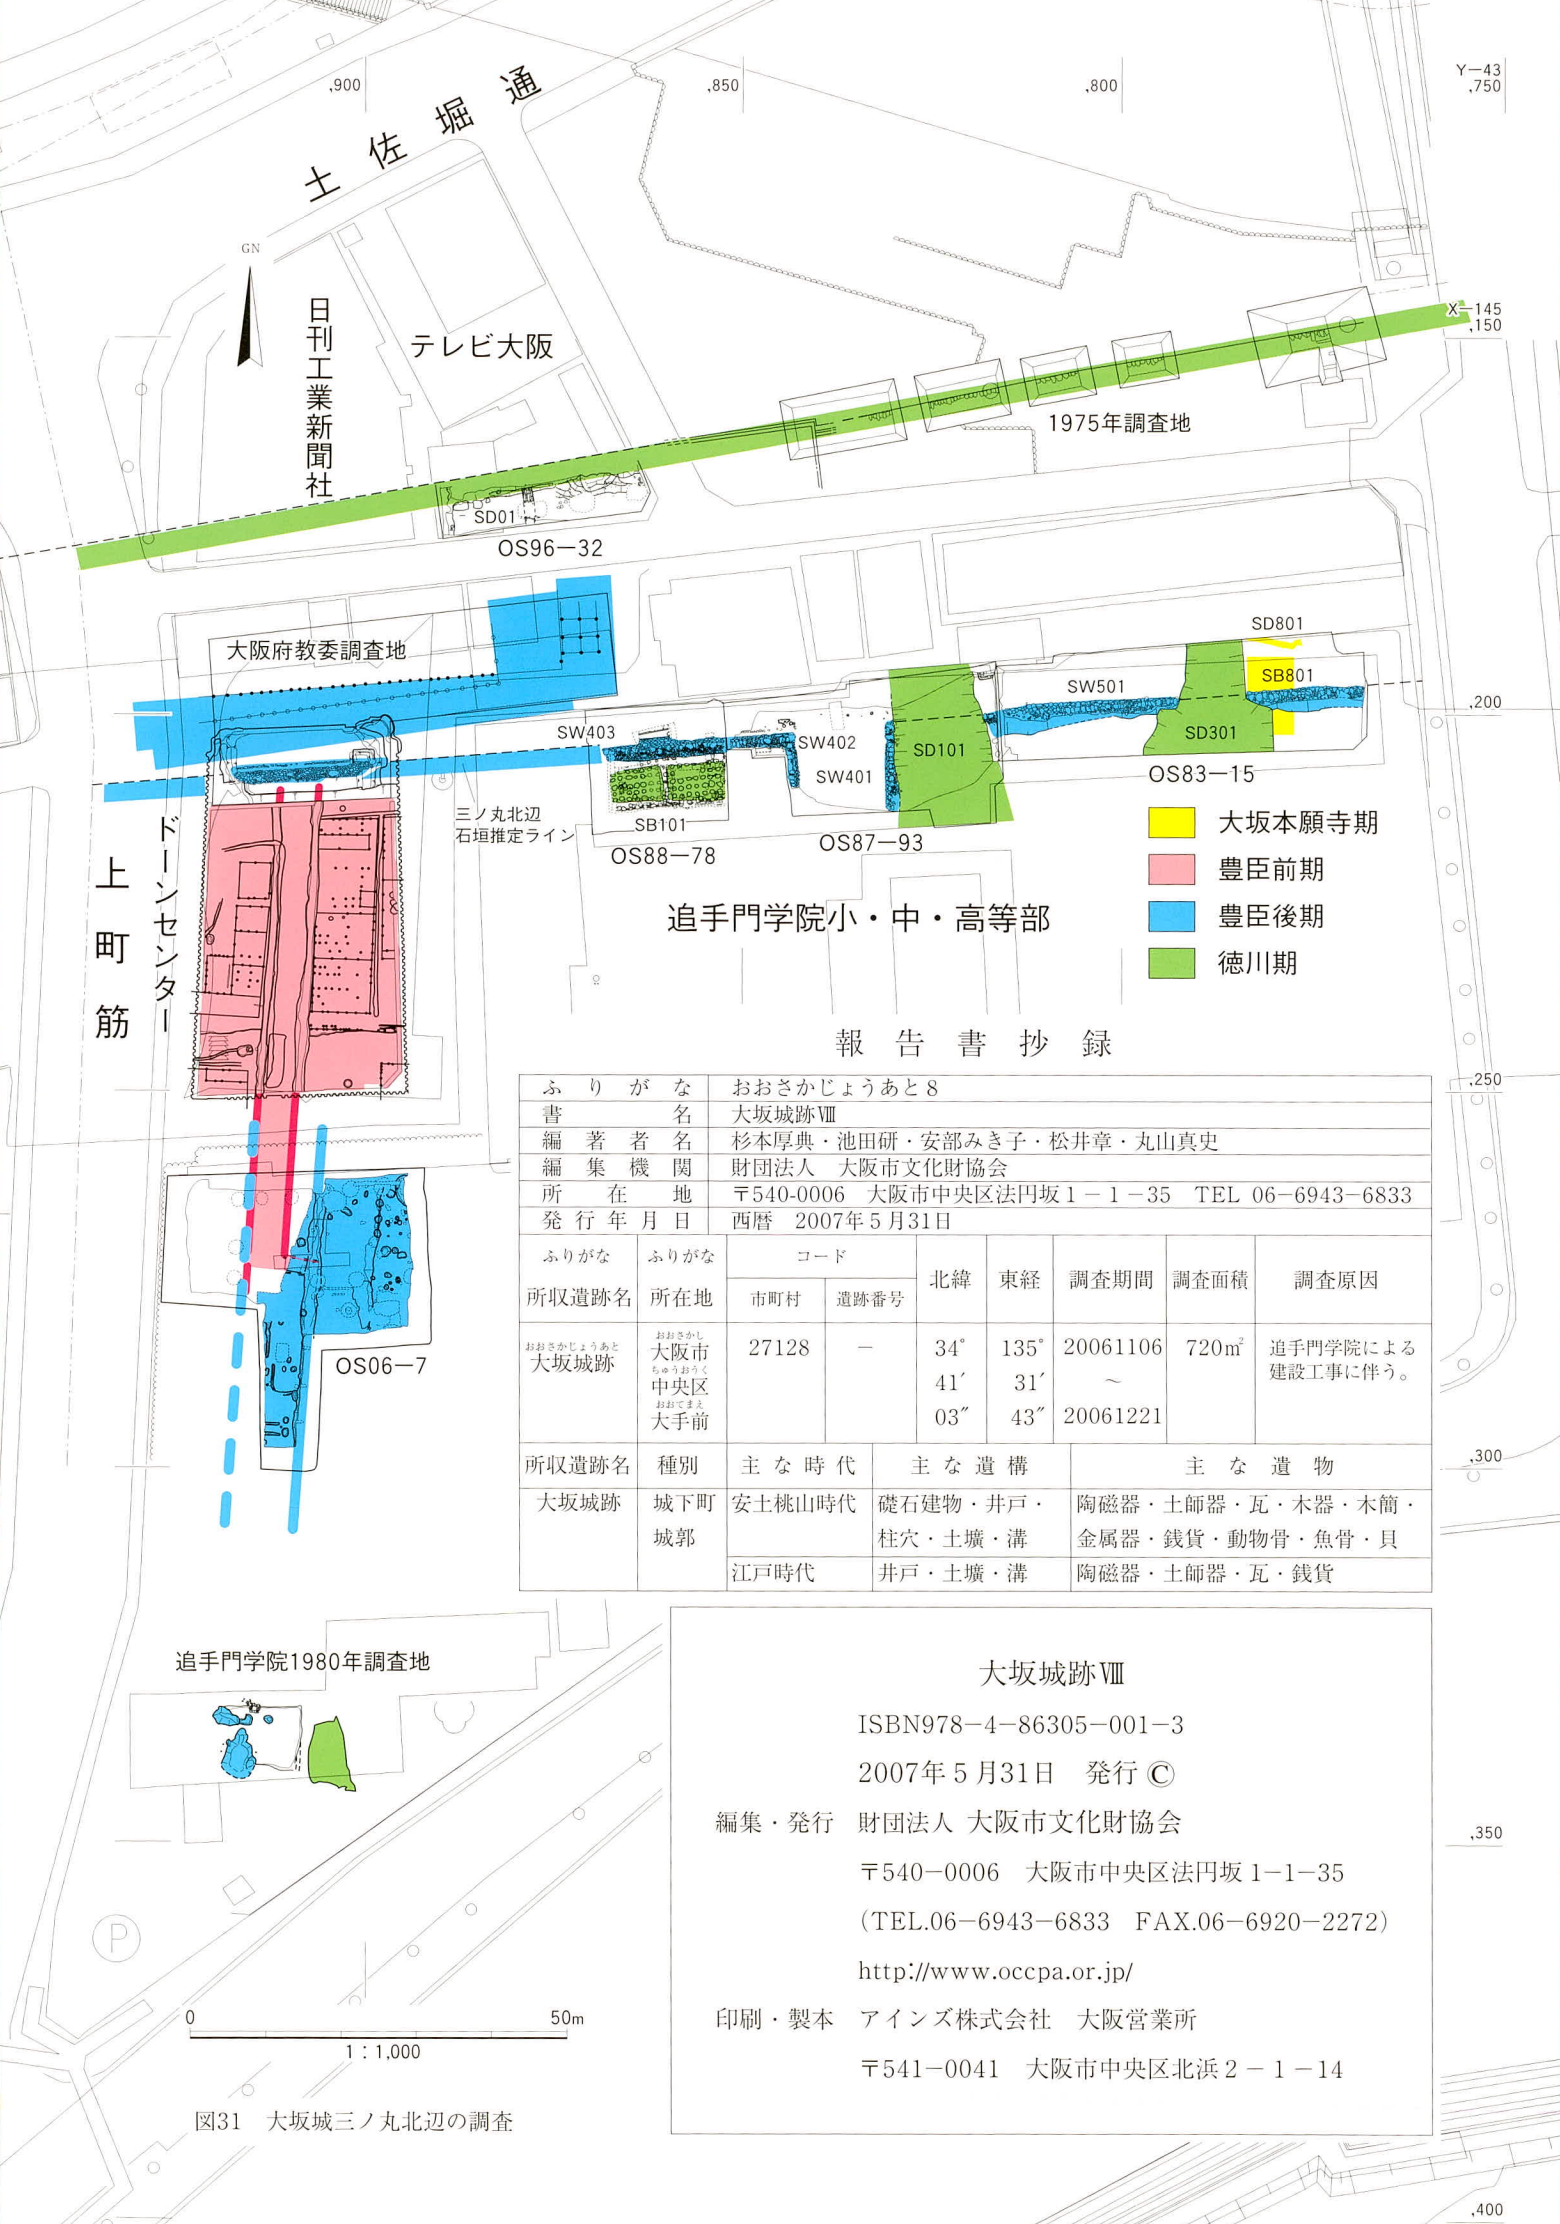 ,900
,850
,800
Y－43
,750
土佐堀通
GN
日刊工業新聞社
テレビ大阪
X－145
,150
1975年調査地
SD01
OS96－32
大阪府教委調査地
SD801
SB801
SW501
,200
SW403
SW402
SD101
SD301
SW401
OS83－15
三ノ丸北辺
石垣推定ライン
SB101
OS88－78
OS87－93
ドーンセンター
上町筋
追手門学院小・中・高等部
大坂本願寺期
豊臣前期
豊臣後期
徳川期
,250
OS06－7
,300
報告書抄録
ふりがな おおさかじょうあと８
書名 大坂城跡Ⅷ
編著者名 杉本厚典・池田研・安部みき子・松井章・丸山真史
編集機関 財団法人 大阪市文化財協会
所在地 〒540-0006 大阪市中央区法円坂１－１－35 TEL 06－6943－6833
発行年月日 西暦 2007年５月31日
ふりがな ふりがな コード
所収遺跡名 所在地 市町村 遺跡番号 北緯 東経 調査期間 調査面積 調査原因
おおさかじょうあと おおさかし
大坂城跡 大阪市 27128 － 34° 135° 20061106 720㎡ 追手門学院による
ちゅうおうく
中央区 41′ 31′ ～ 建設工事に伴う。
おおてまえ
大手前 03″ 43″ 20061221
所収遺跡名 種別 主な時代 主な遺構 主な遺物
大坂城跡 城下町 安土桃山時代 礎石建物・井戸・ 陶磁器・土師器・瓦・木器・木簡・
城郭 柱穴・土壙・溝 金属器・銭貨・動物骨・魚骨・貝
江戸時代 井戸・土壙・溝 陶磁器・土師器・瓦・銭貨
追手門学院1980年調査地
P
0 50m
1：1,000
図31 大坂城三ノ丸北辺の調査
大坂城跡Ⅷ
ISBN978－4－86305－001－3
2007年５月31日 発行 ©
編集・発行 財団法人 大阪市文化財協会
〒540－0006 大阪市中央区法円坂 1－1－35
（TEL.06－6943－6833 FAX.06－6920－2272）
http://www.occpa.or.jp/
印刷・製本 アインズ株式会社 大阪営業所
〒541－0041 大阪市中央区北浜２－１－14
,350
,400